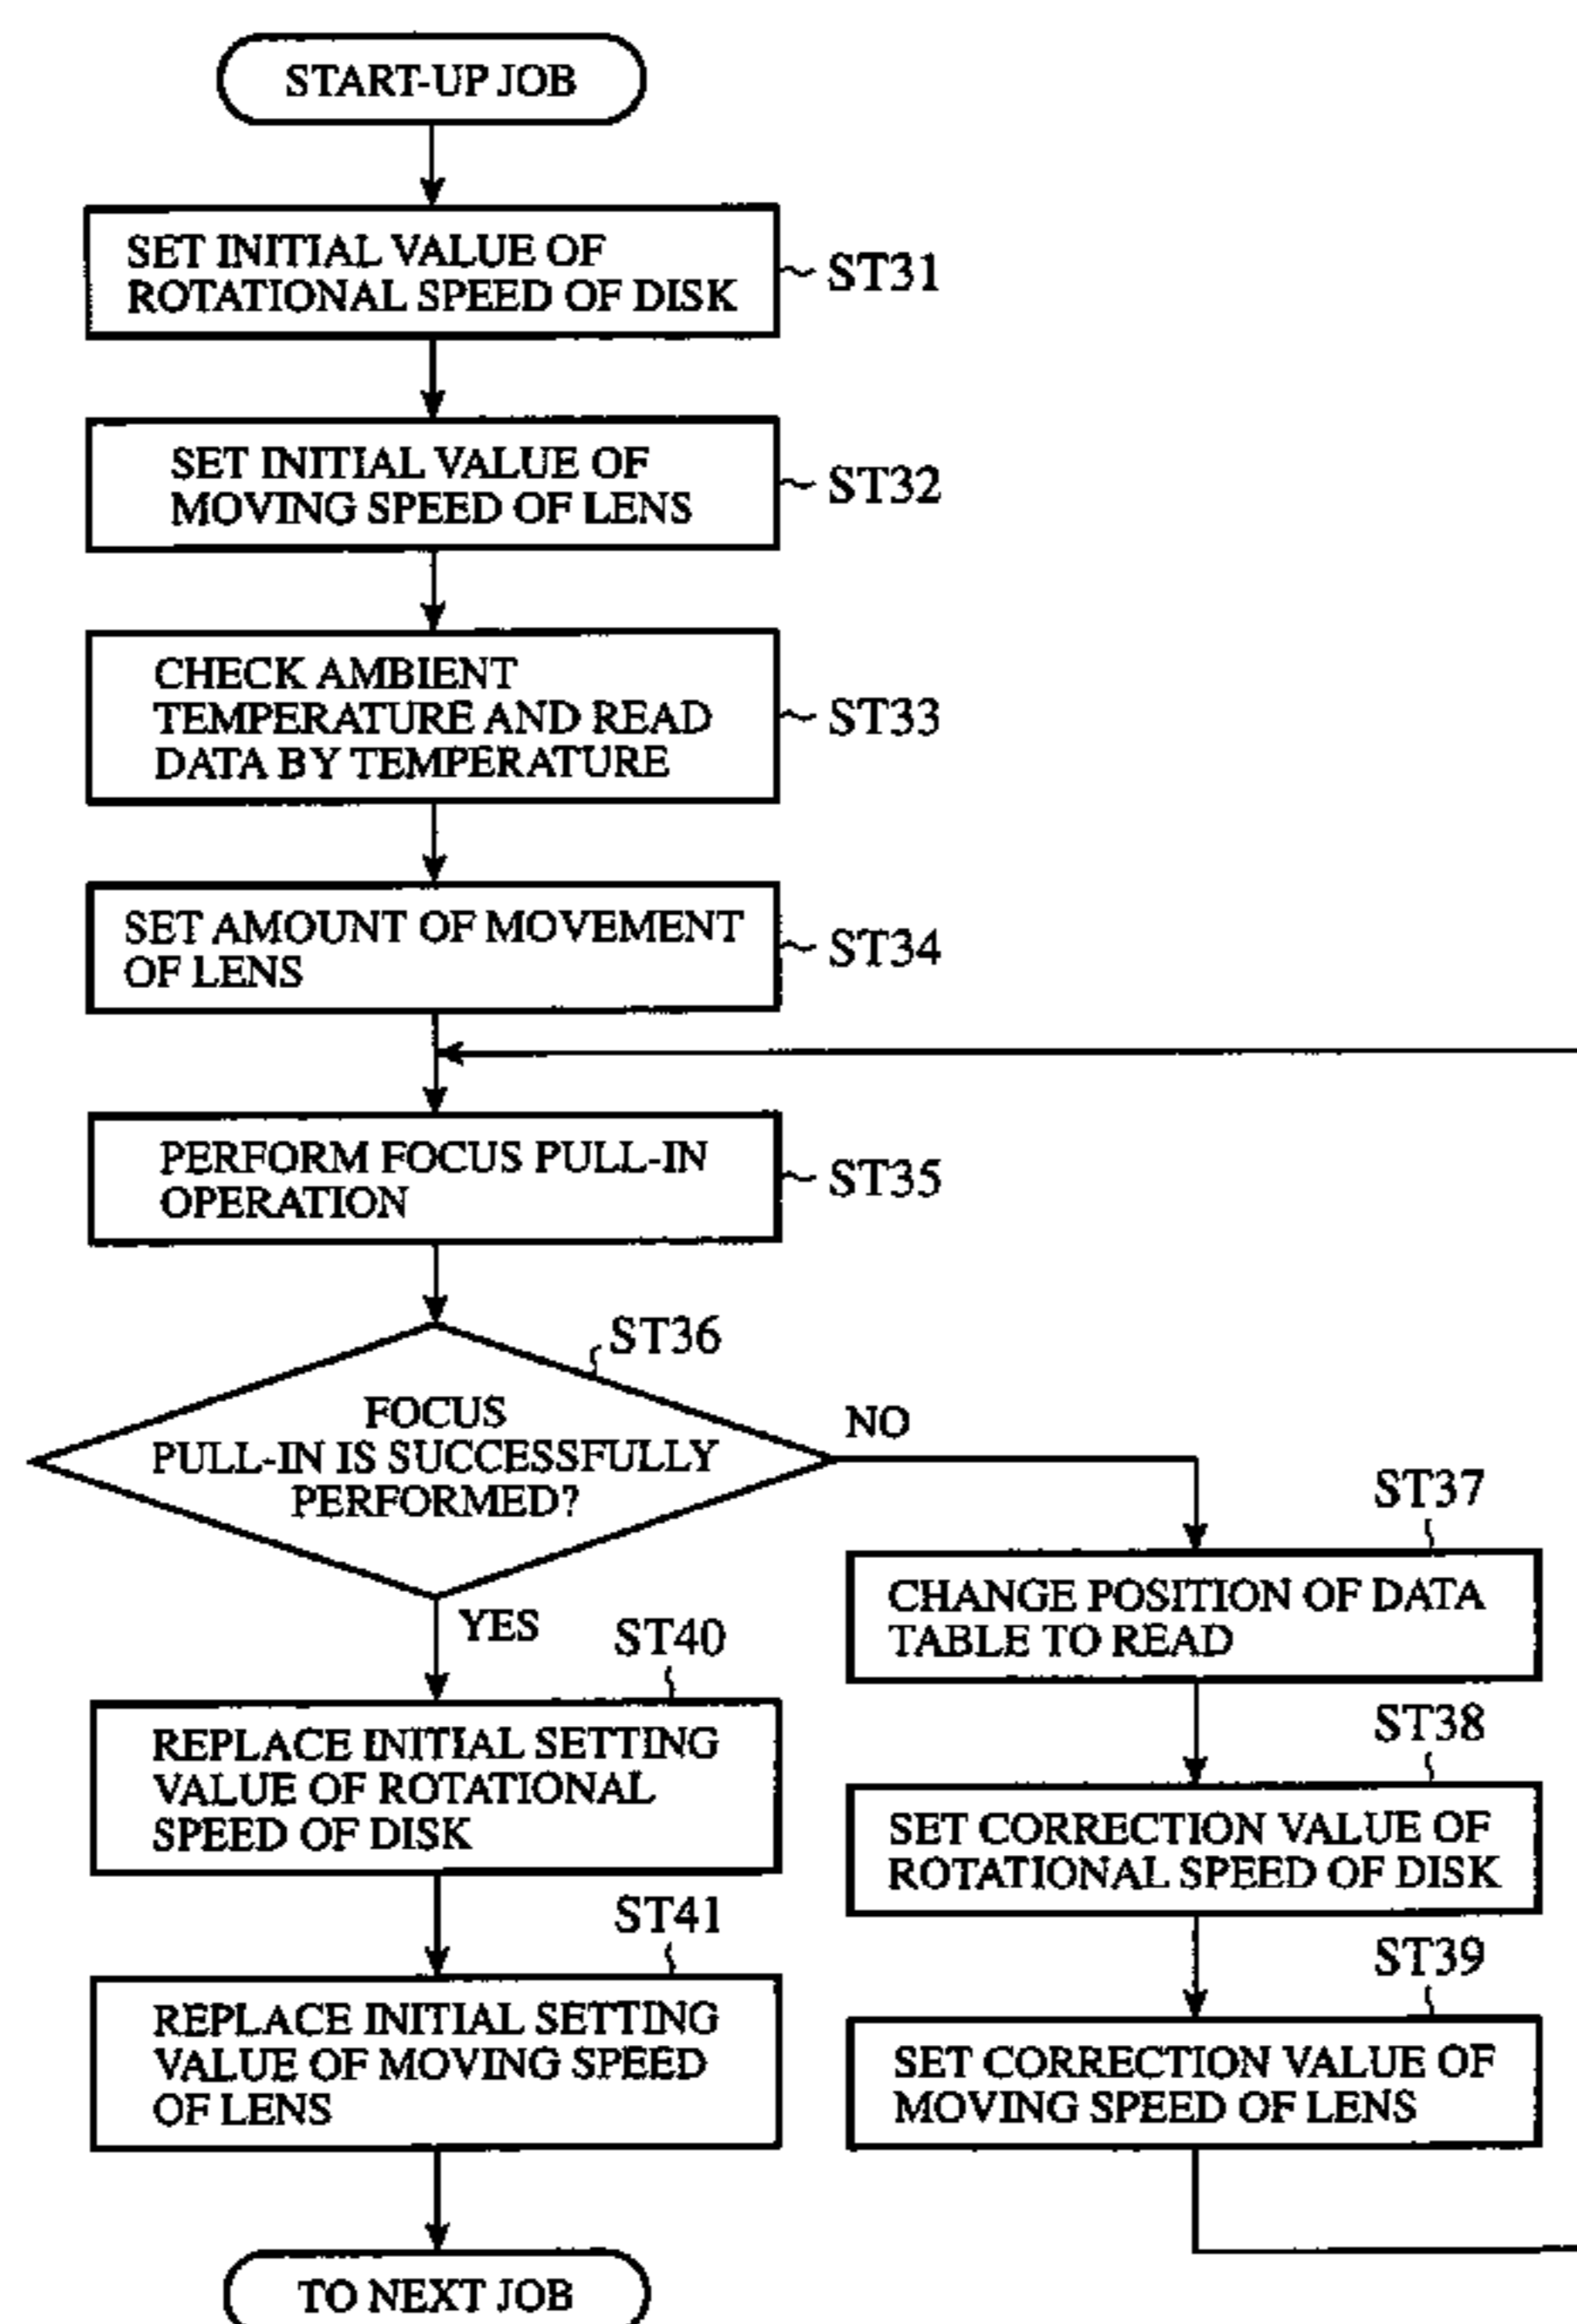 START-UP JOB
SET INITIAL VALUE OF
ROTATIONAL SPEED OF DISK
ST31
SET INITIAL VALUE OF
MOVING SPEED OF LENS
ST32
CHECK AMBIENT
TEMPERATURE AND READ
DATA BY TEMPERATURE
ST33
SET AMOUNT OF MOVEMENT
OF LENS
ST34
PERFORM FOCUS PULL-IN
OPERATION
ST35
ST36
FOCUS
PULL-IN IS SUCCESSFULLY
PERFORMED?
NO
YES
ST37
CHANGE POSITION OF DATA
TABLE TO READ
ST38
SET CORRECTION VALUE OF
ROTATIONAL SPEED OF DISK
ST39
SET CORRECTION VALUE OF
MOVING SPEED OF LENS
ST40
REPLACE INITIAL SETTING
VALUE OF ROTATIONAL
SPEED OF DISK
ST41
REPLACE INITIAL SETTING
VALUE OF MOVING SPEED
OF LENS
TO NEXT JOB